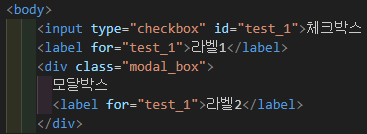 <body>
<input type="checkbox" id="test_1">체크박스
<label for="test_1">라벨1</label>
<div class="modal_box">
모달박스
<label for="test_1">라벨2</label>
</div>